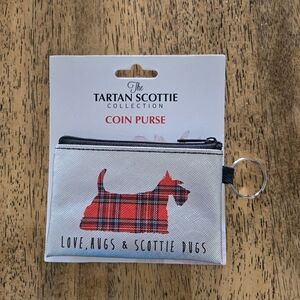 The
TARTAN SCOTTIE
COLLECTION
COIN PURSE
LOVE, HUGS & SCOTTIE DUGS